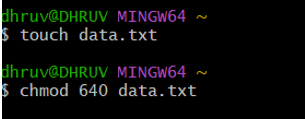 dhruv@DHRUV MINGW64 ~
$ touch data.txt
dhruv@DHRUV MINGW64 ~
$ chmod 640 data.txt